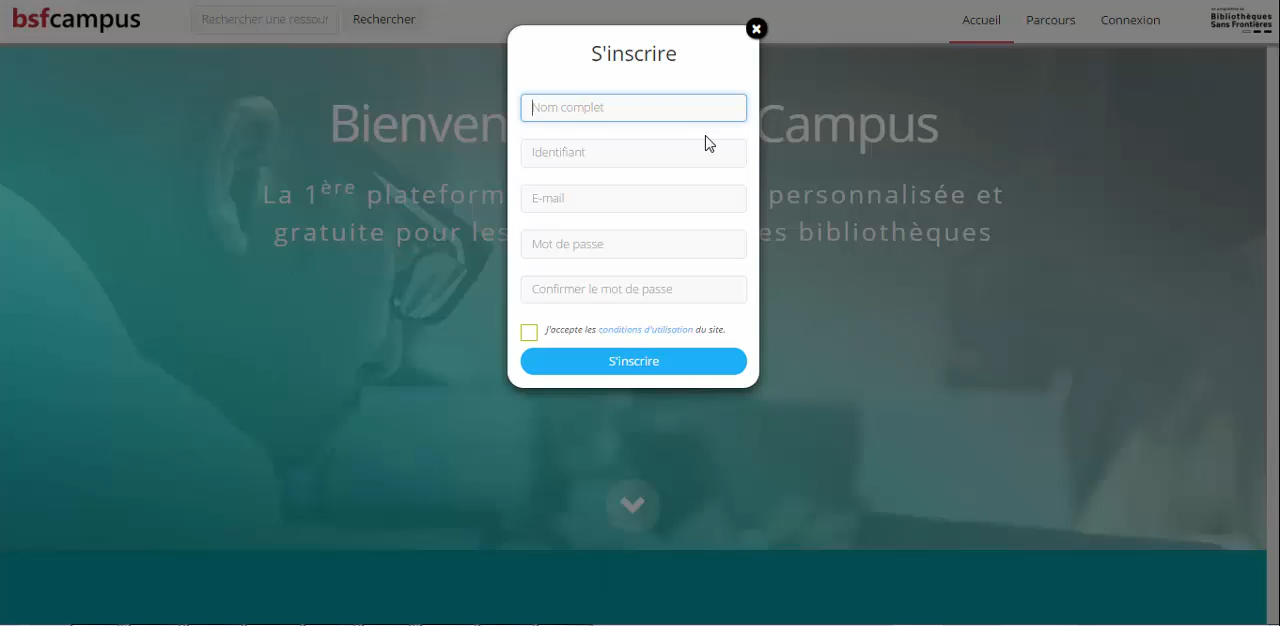 bsfcampus
Rechercher une ressour
Rechercher
Accueil
Parcours
Connexion
Bibliothèques
Sans Frontières
S'inscrire
Nom complet
Identifiant
E-mail
Mot de passe
Confirmer le mot de passe
J'accepte les conditions d'utilisation du site.
S'inscrire
Bienven Campus
La 1ère plateform personnalisée et
gratuite pour les es bibliothèques